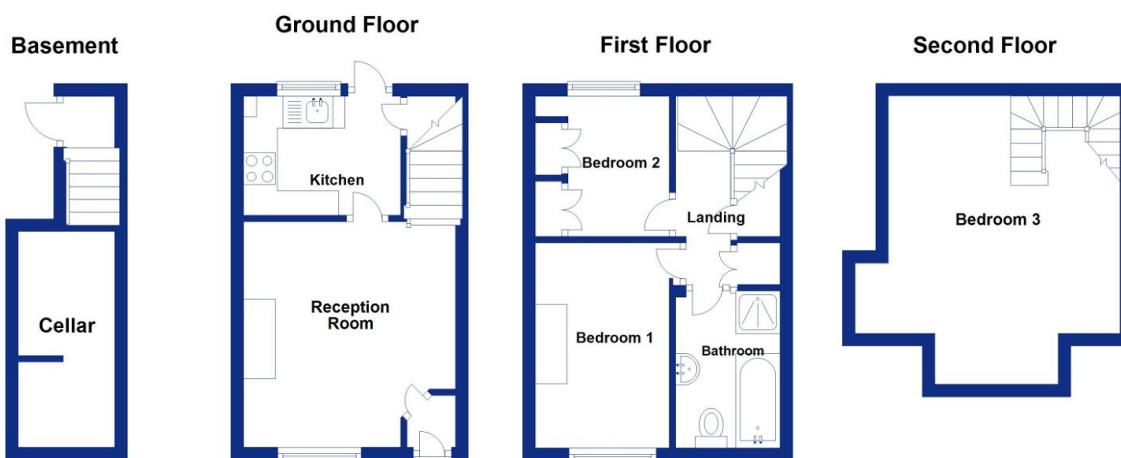 Basement
Cellar
Ground Floor
Kitchen
Reception
Room
First Floor
Bedroom 2
Landing
Bedroom 1
Bathroom
Second Floor
Bedroom 3